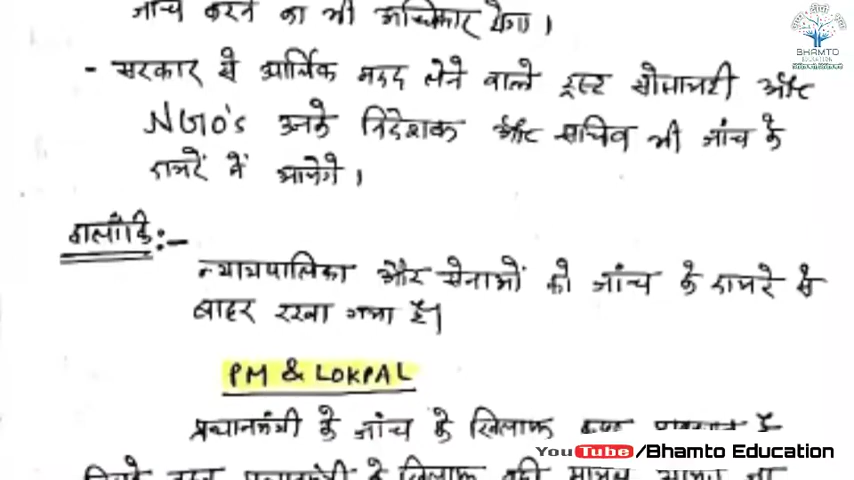 जांच करने का भी अधिकार होगा।
- सरकार से आर्थिक मदद लेने वाले ट्रस्ट सोसायटी और
NGO's उनके निदेशक और सचिव भी जांच के
दायरें में आयेगे।
हालाँकि:-
न्यायपालिका और सेनाओं को जांच के दायरे से
बाहर रखा गया है।
PM & LOKPAL
प्रधानमंत्री के जांच के खिलाफ
के खिलाफ
BHAMTO
EDUCATION
YouTube/Bhamto Education